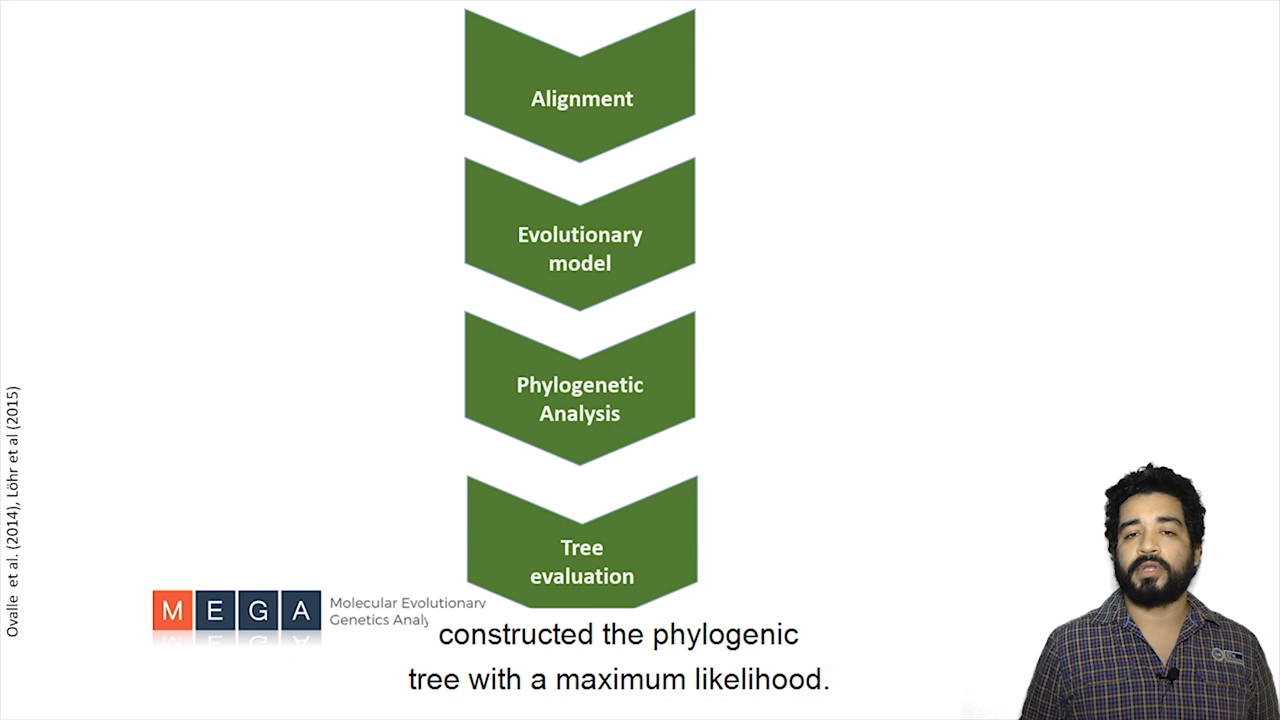 Alignment
Evolutionary
model
Phylogenetic
Analysis
Tree
evaluation
Ovalle et al. (2014), Löhr et al (2015)
MEGA
Molecular Evolutionary
Genetics Analy
constructed the phylogenic
tree with a maximum likelihood.